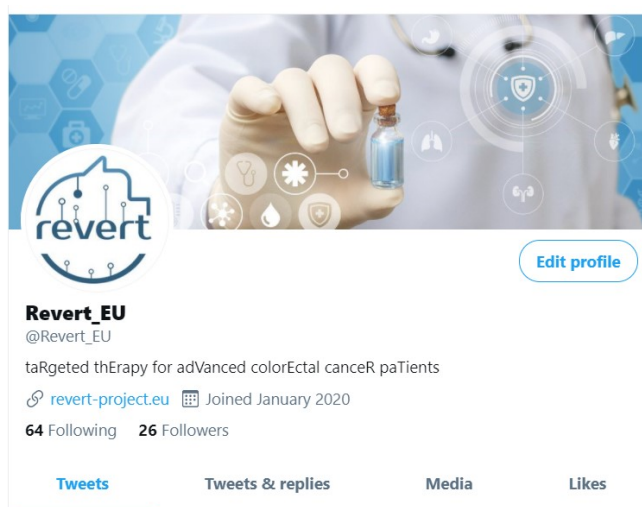 revert
Edit profile
Revert_EU
@Revert_EU
taRgeted thErapy for adVanced colorEctal canceR paTients
revert-project.eu Joined January 2020
64 Following 26 Followers
Tweets Tweets & replies Media Likes